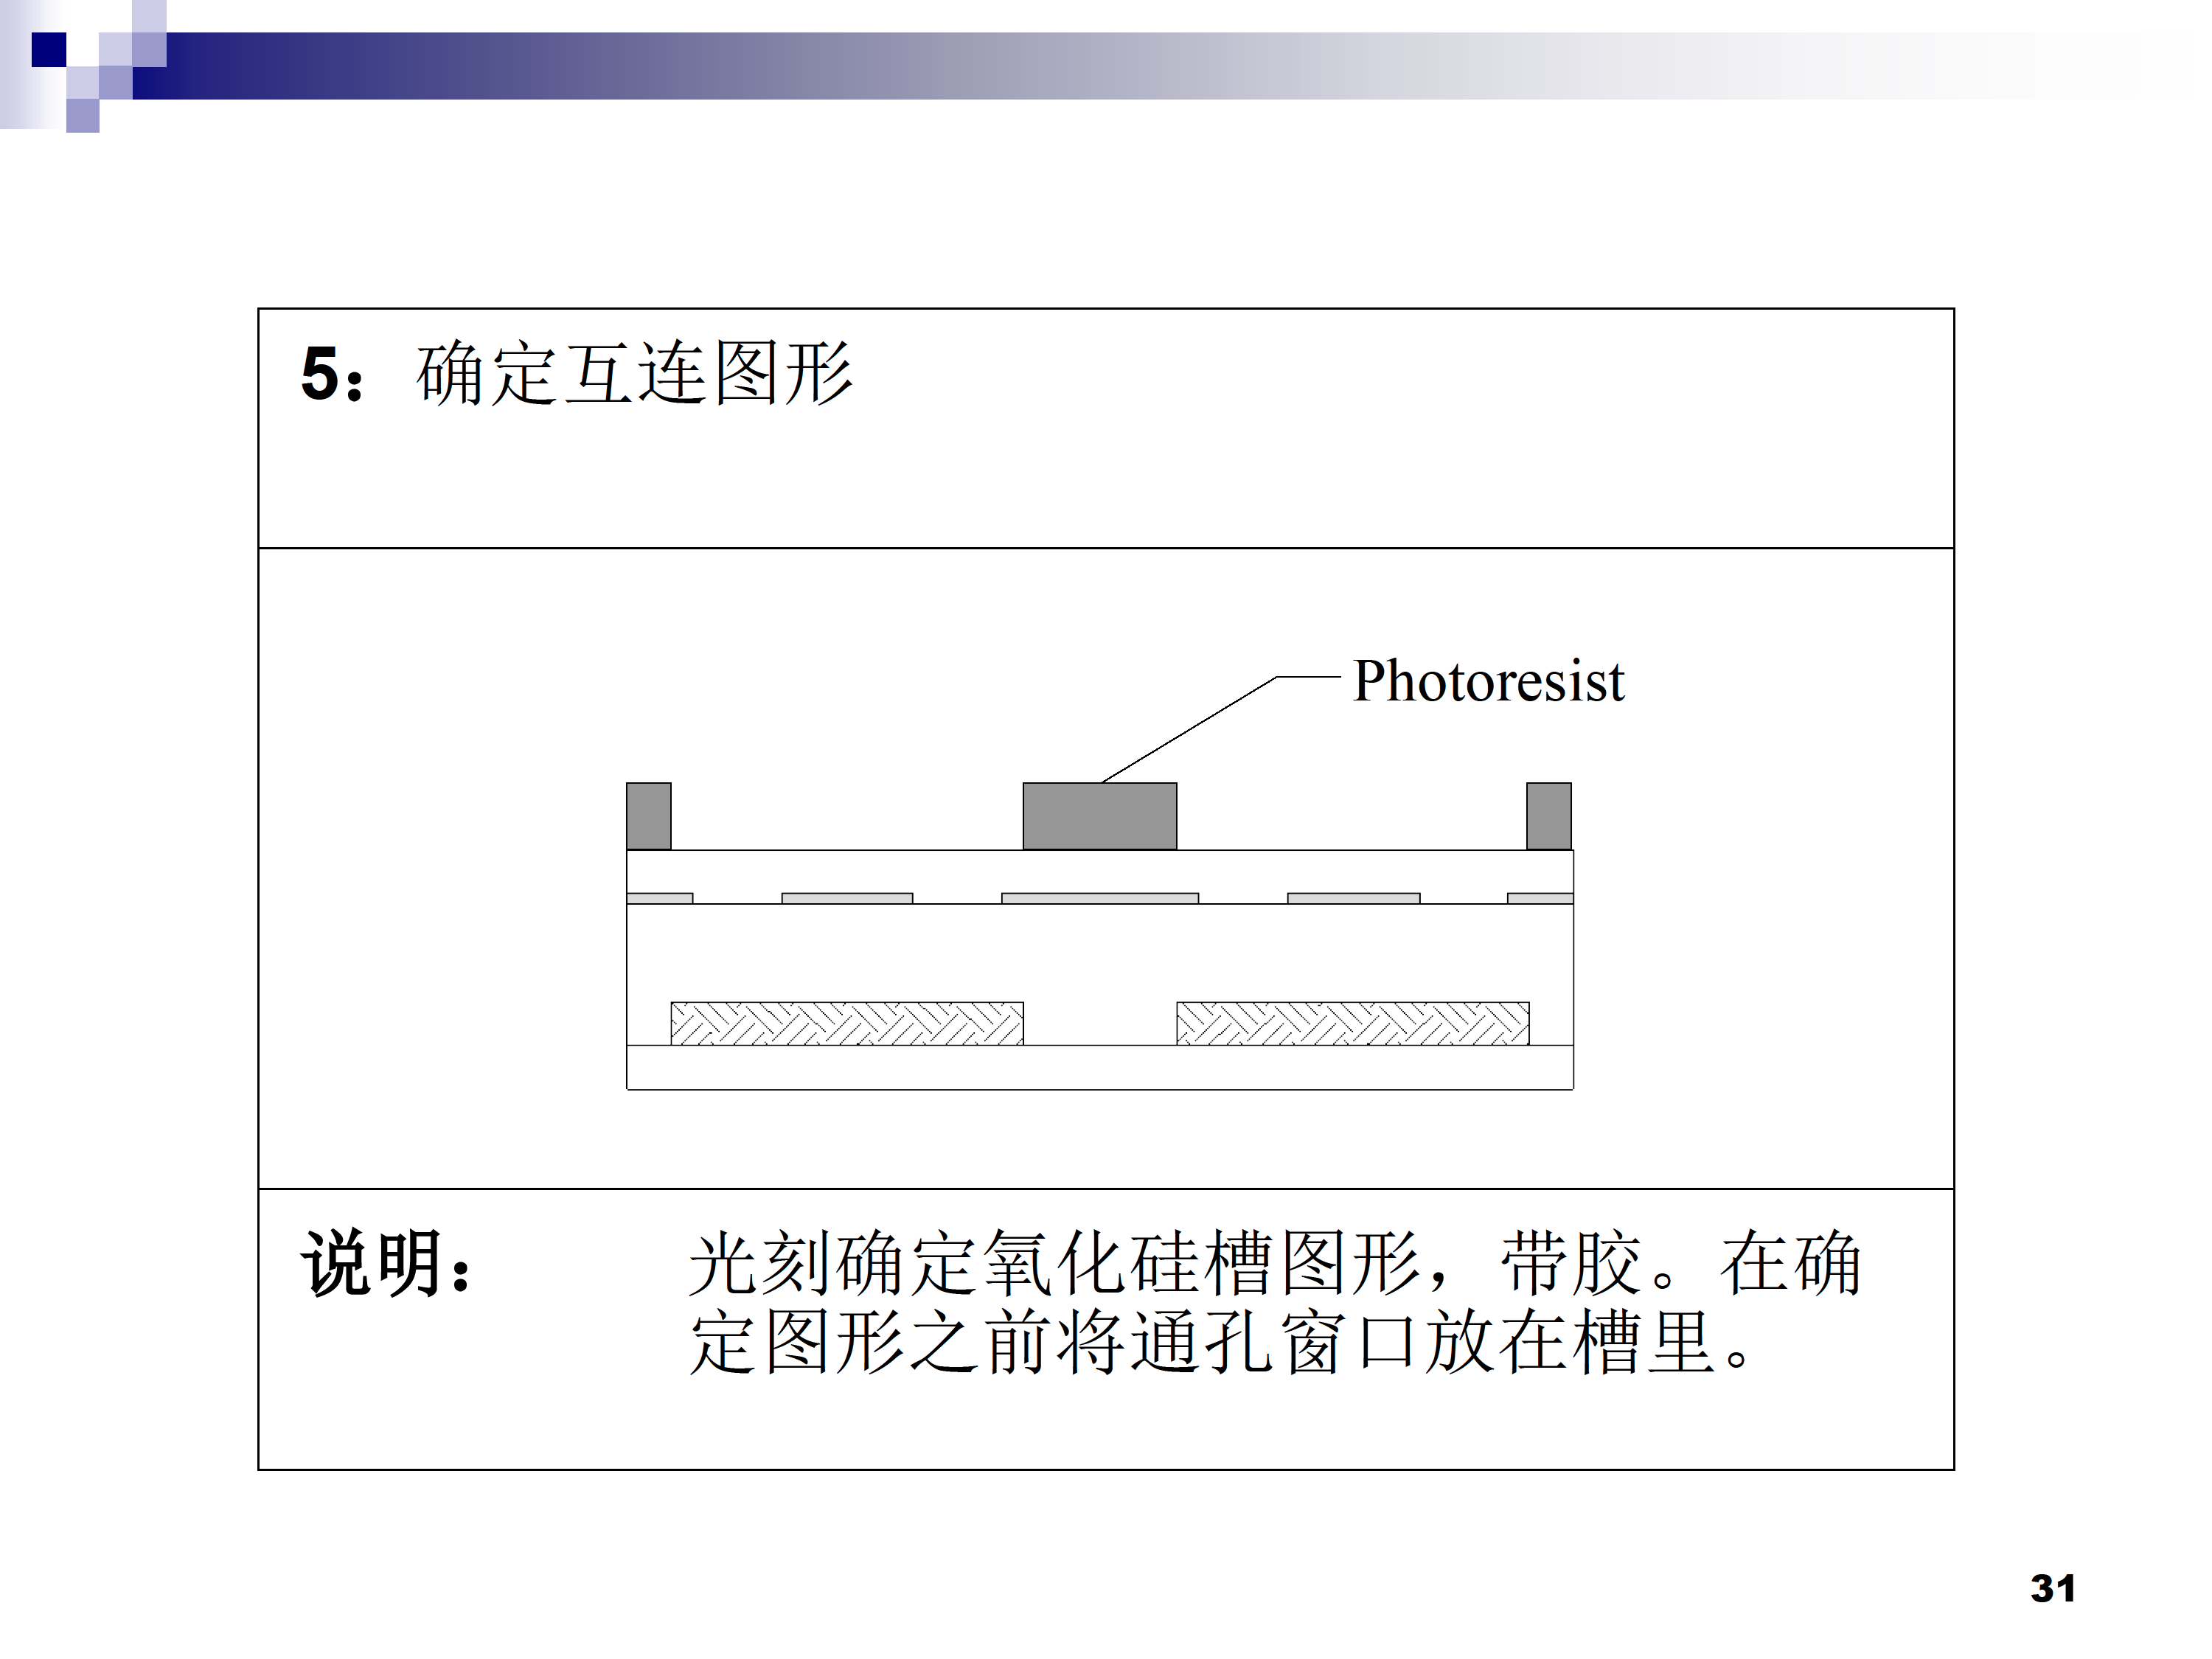 5：确定互连图形
Photoresist
说明：
光刻确定氧化硅槽图形，带胶。在确
定图形之前将通孔窗口放在槽里。
31